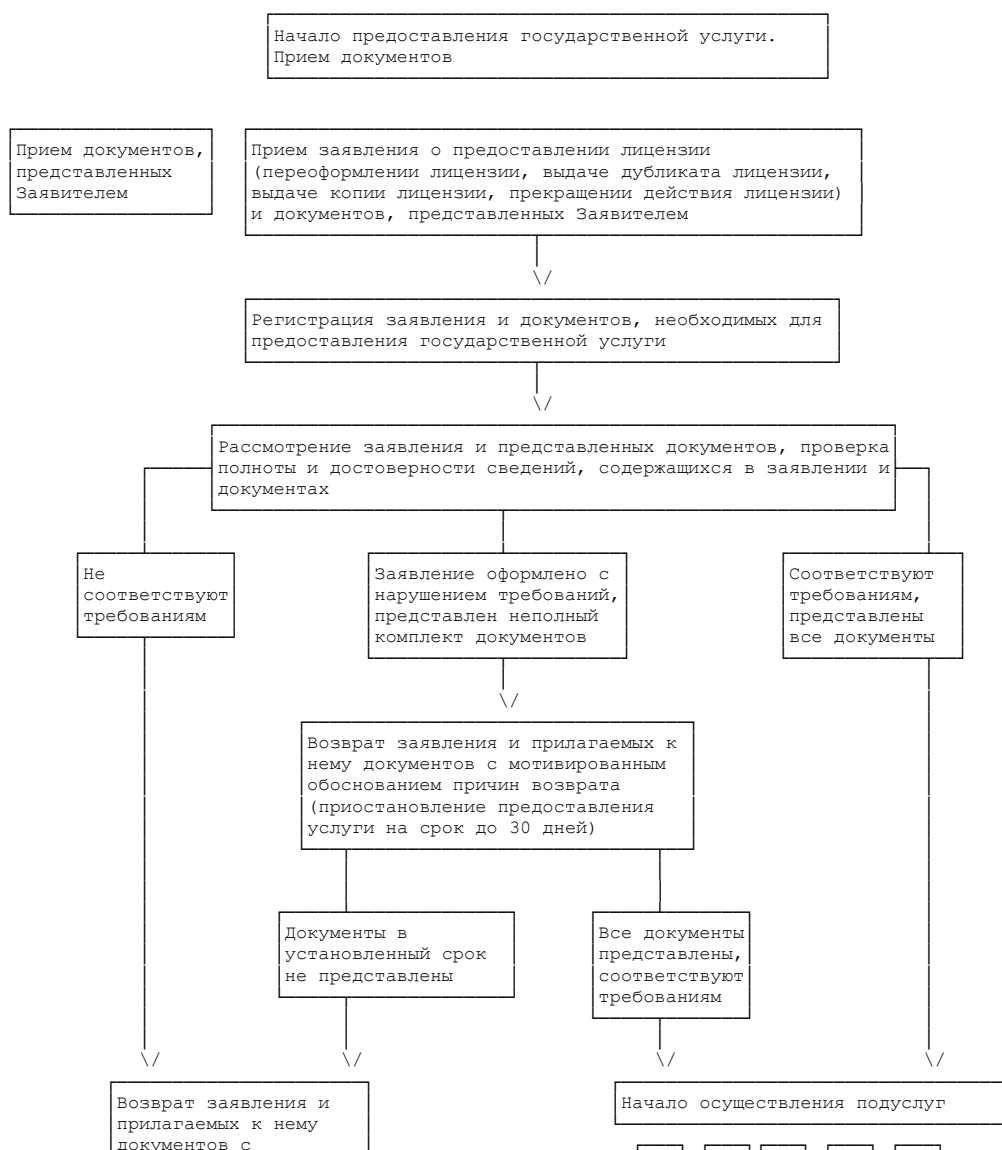 Начало предоставления государственной услуги.
Прием документов
Прием документов,
представленных
Заявителем
Прием заявления о предоставлении лицензии
(переоформлении лицензии, выдаче дубликата лицензии,
выдаче копии лицензии, прекращении действия лицензии)
и документов, представленных Заявителем
Регистрация заявления и документов, необходимых для
предоставления государственной услуги
Рассмотрение заявления и представленных документов, проверка
полноты и достоверности сведений, содержащихся в заявлении и
документах
Не
соответствуют
требованиям
Заявление оформлено с
нарушением требований,
представлен неполный
комплект документов
Соответствуют
требованиям,
представлены
все документы
Возврат заявления и прилагаемых к
нему документов с мотивированным
обоснованием причин возврата
(приостановление предоставления
услуги на срок до 30 дней)
Документы в
установленный срок
не представлены
Все документы
представлены,
соответствуют
требованиям
Возврат заявления и
прилагаемых к нему
документов с
Начало осуществления подуслуг